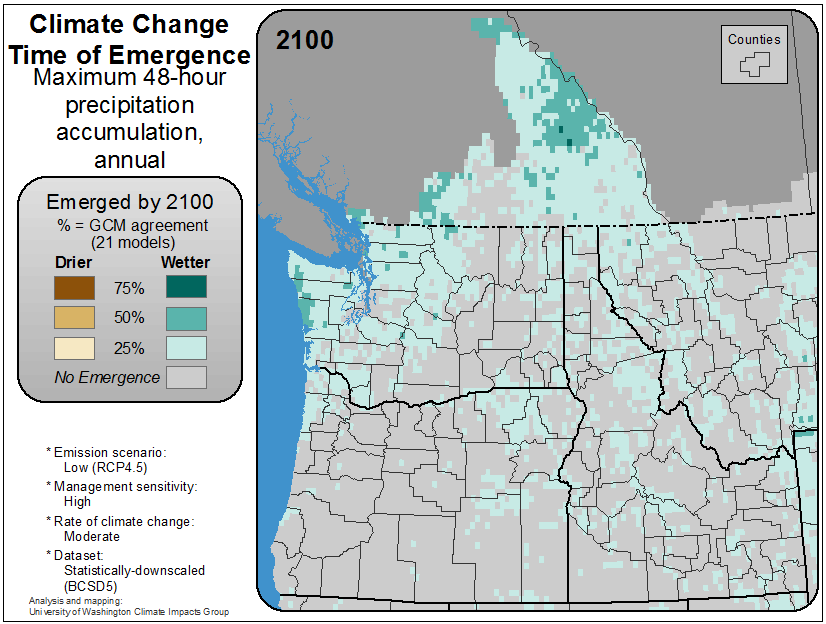 Climate Change
Time of Emergence
Maximum 48-hour
precipitation
accumulation,
annual
2100
Counties
Emerged by 2100
% = GCM agreement
(21 models)
Drier Wetter
75%
50%
25%
No Emergence
* Emission scenario:
Low (RCP4.5)
* Management sensitivity:
High
* Rate of climate change:
Moderate
* Dataset:
Statistically-downscaled
(BCSD5)
Analysis and mapping:
University of Washington Climate Impacts Group